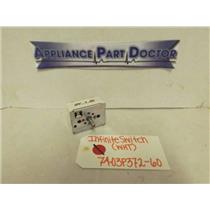 APPLIANCE PART DOCTOR
Infinite Switch
(WHT)
7403P372-60